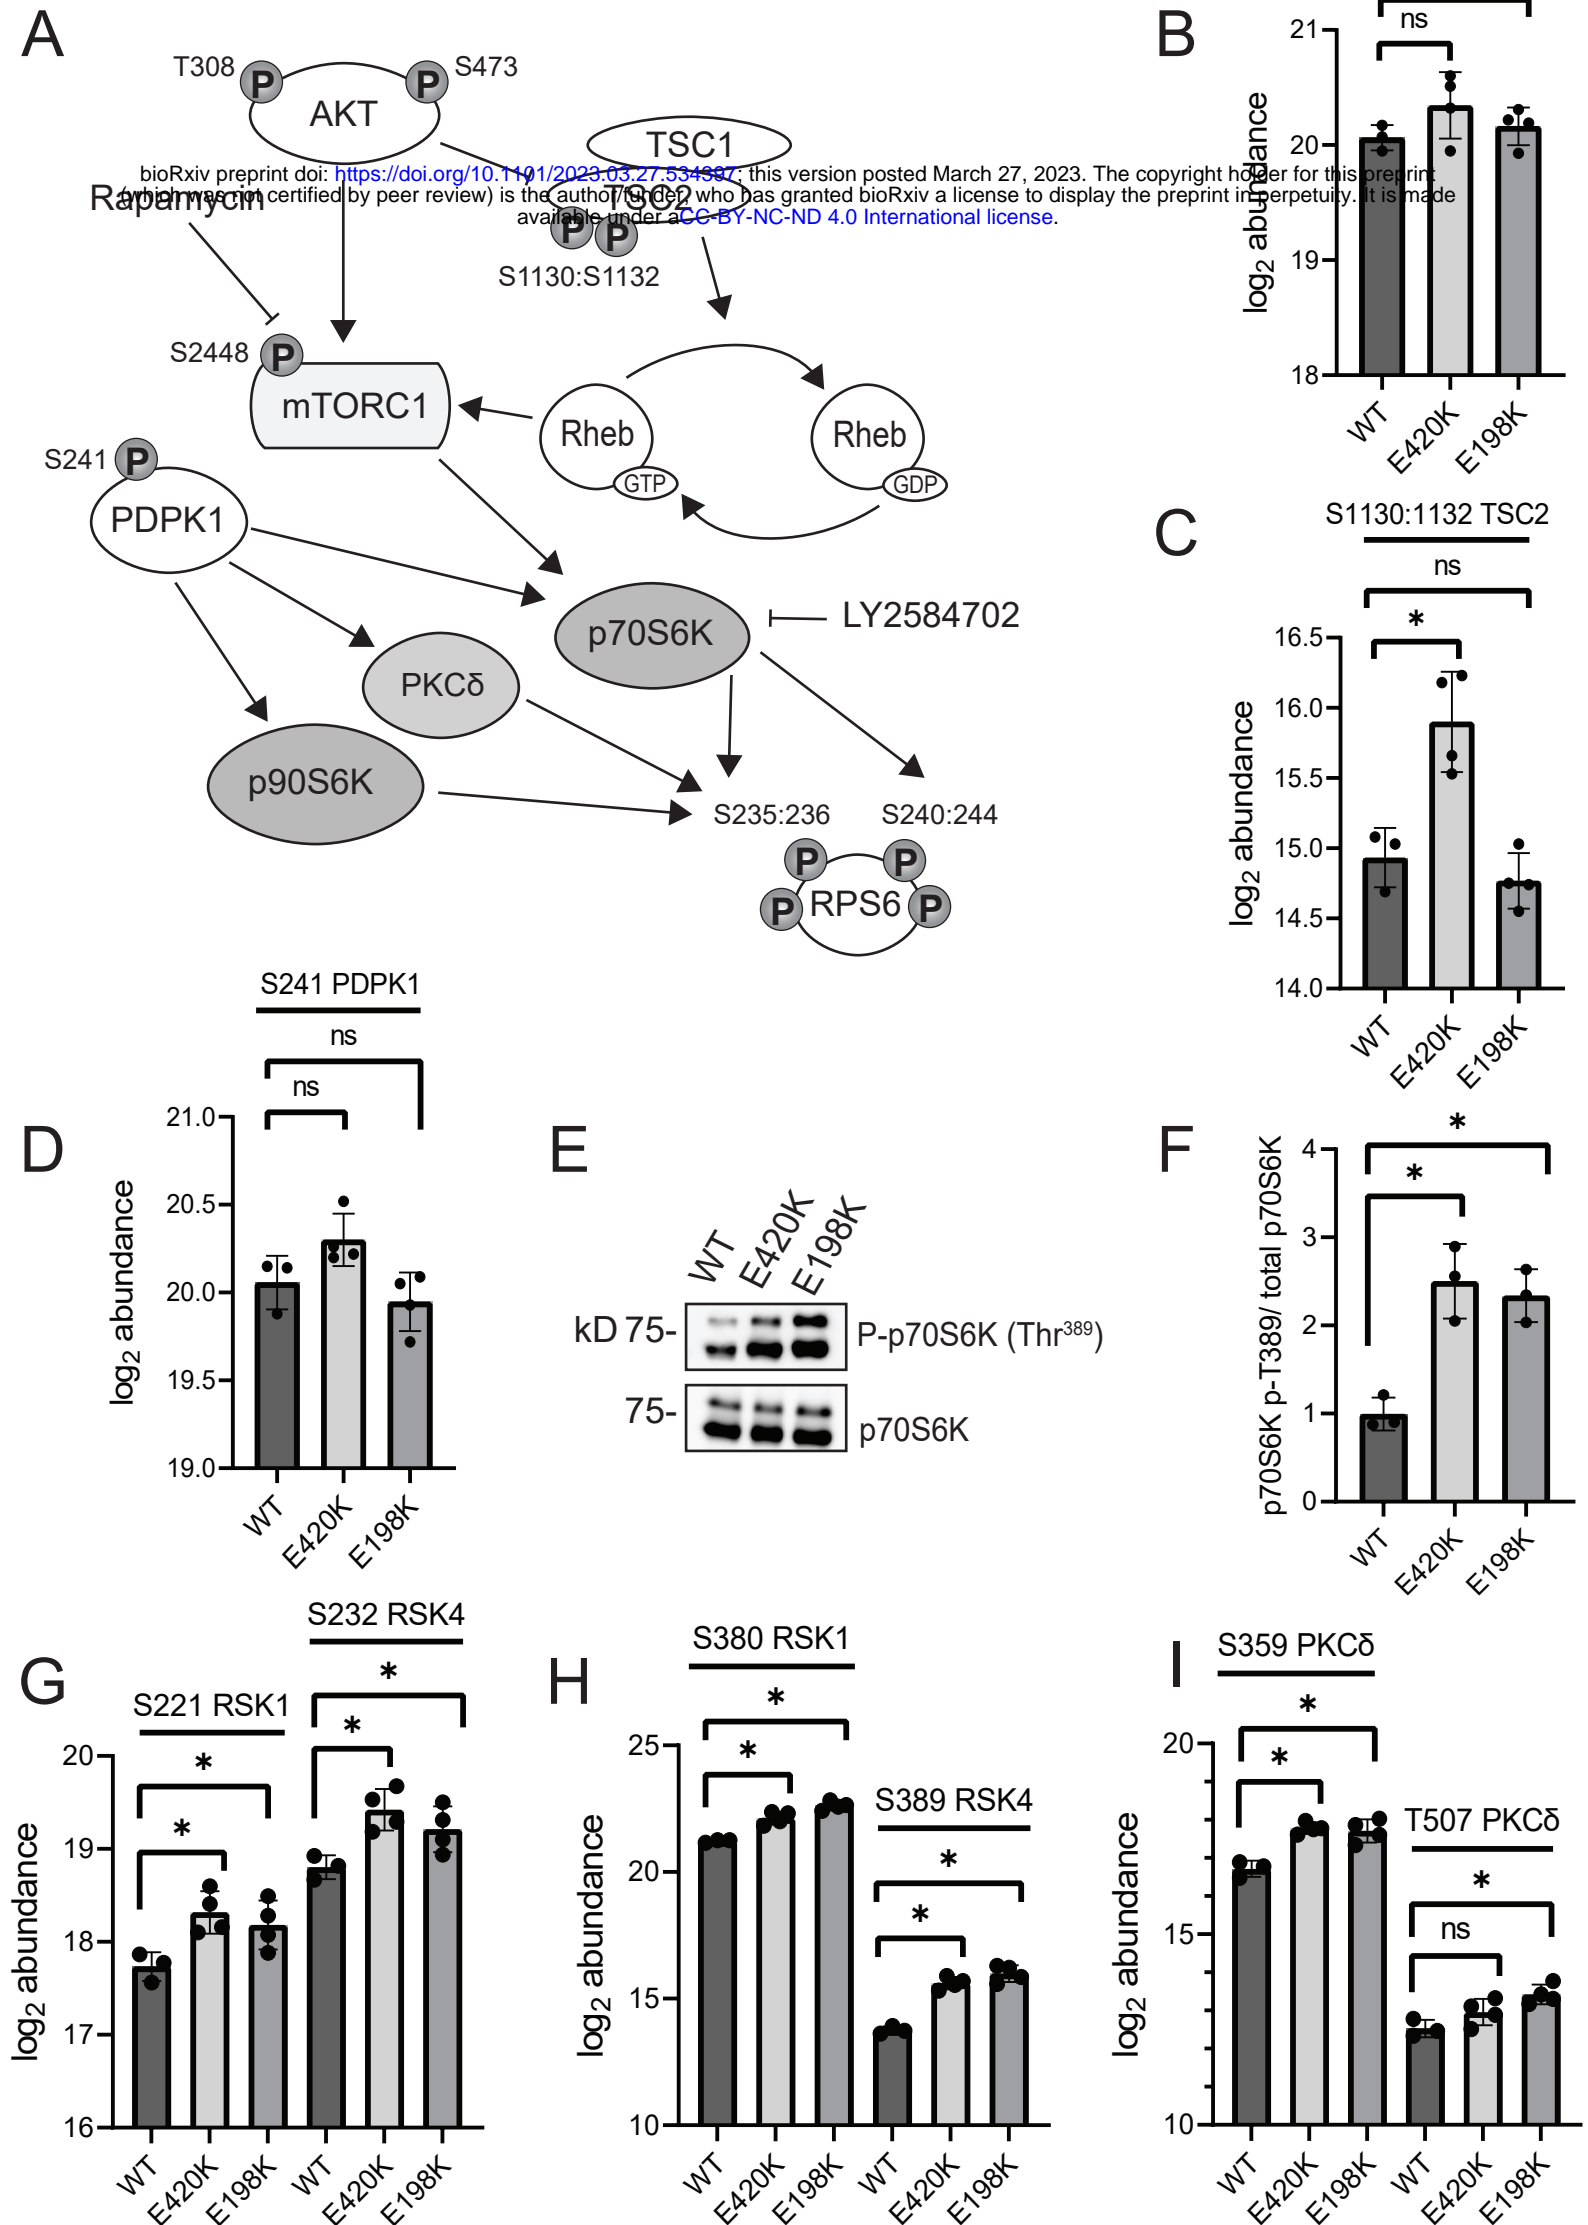 A
T308
P
AKT
P
S473
TSC1
bioRxiv preprint doi: https://doi.org/10.1101/2023.03.27.534397; this version posted March 27, 2023. The copyright holder for this preprint
(which was not certified by peer review) is the author/funder, who has granted bioRxiv a license to display the preprint in perpetuity. It is made
available under aCC-BY-NC-ND 4.0 International license.
Rapamycin
TSC2
P P
S1130:S1132
S2448
P
mTORC1
Rheb
GTP
Rheb
GDP
S241
P
PDPK1
p70S6K
LY2584702
PKCδ
p90S6K
S235:236
S240:244
P P
P RPS6 P
B
ns
log2 abundance
21
20
19
18
WT
E420K
E198K
C
S1130:1132 TSC2
ns
*
log2 abundance
16.5
16.0
15.5
15.0
14.5
14.0
WT
E420K
E198K
D
S241 PDPK1
ns
ns
log2 abundance
21.0
20.5
20.0
19.5
19.0
WT
E420K
E198K
E
WT
E420K
E198K
kD 75-
P-p70S6K (Thr389)
75-
p70S6K
F
*
*
p70S6K p-T389/ total p70S6K
4
3
2
1
0
WT
E420K
E198K
G
S232 RSK4
*
*
S221 RSK1
*
*
log2 abundance
20
19
18
17
16
WT
E420K
E198K
WT
E420K
E198K
H
S380 RSK1
*
*
S389 RSK4
*
*
log2 abundance
25
20
15
10
WT
E420K
E198K
WT
E420K
E198K
I
S359 PKCδ
*
*
T507 PKCδ
*
ns
log2 abundance
20
15
10
WT
E420K
E198K
WT
E420K
E198K